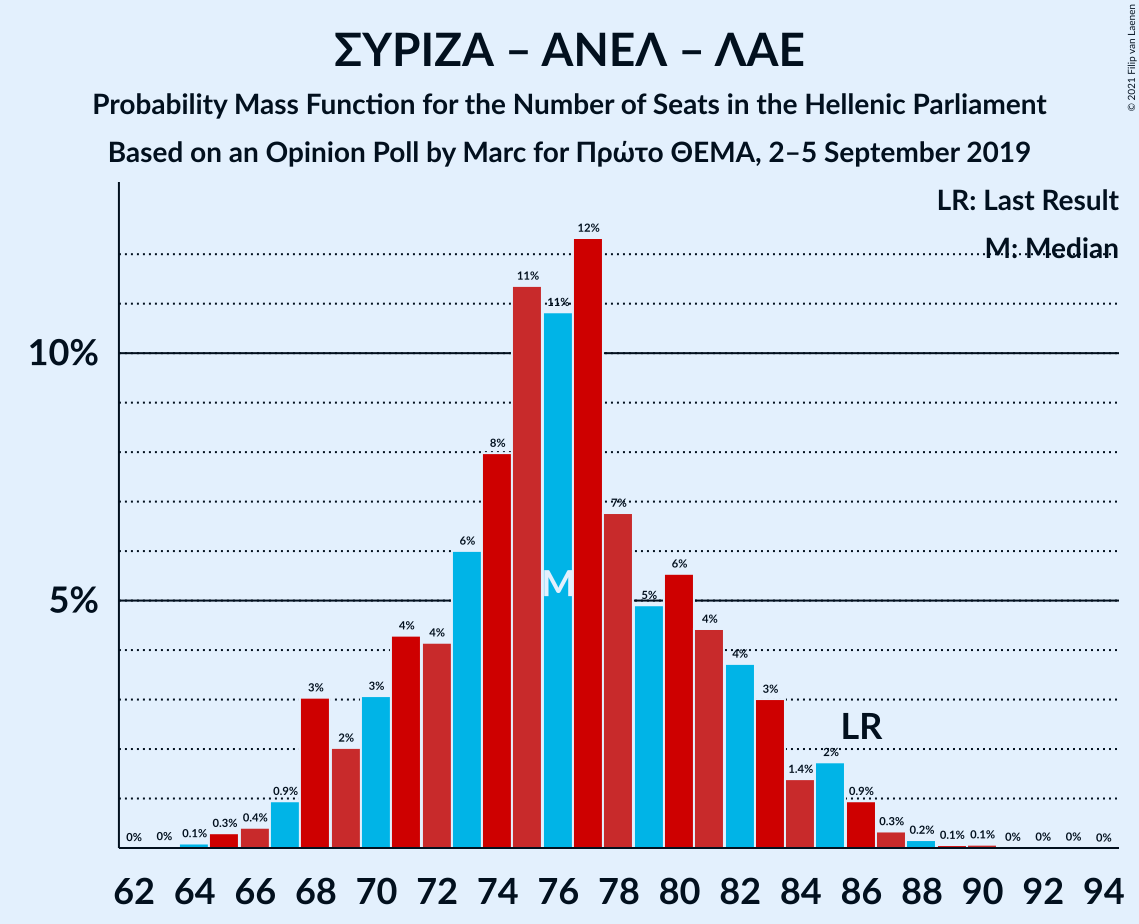 © 2021 Filip van Laenen
ΣΥΡΙΖΑ – ΑΝΕΛ – ΛΑΕ
Probability Mass Function for the Number of Seats in the Hellenic Parliament
Based on an Opinion Poll by Marc for Πρώτο ΘΕΜΑ, 2–5 September 2019
LR: Last Result
M: Median
10%
5%
0% 0% 0.1% 0.3% 0.4% 0.9% 3% 2% 3% 4% 4% 6% 8% 11% 11% 12% 7% 5% 6% 4% 4% 3% 1.4% 2% 0.9% 0.3% 0.2% 0.1% 0.1% 0% 0% 0% 0%
M
LR
62 64 66 68 70 72 74 76 78 80 82 84 86 88 90 92 94